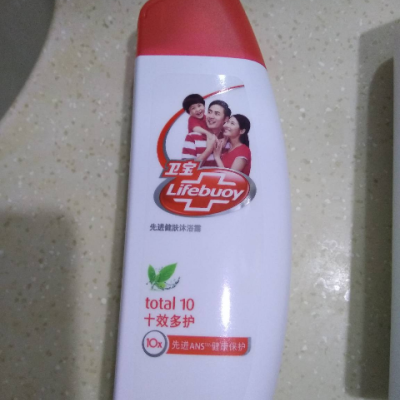 卫宝
Lifebuoy
先进健肤沐浴露
total 10
十效多护
10x 先进ANS™健康保护